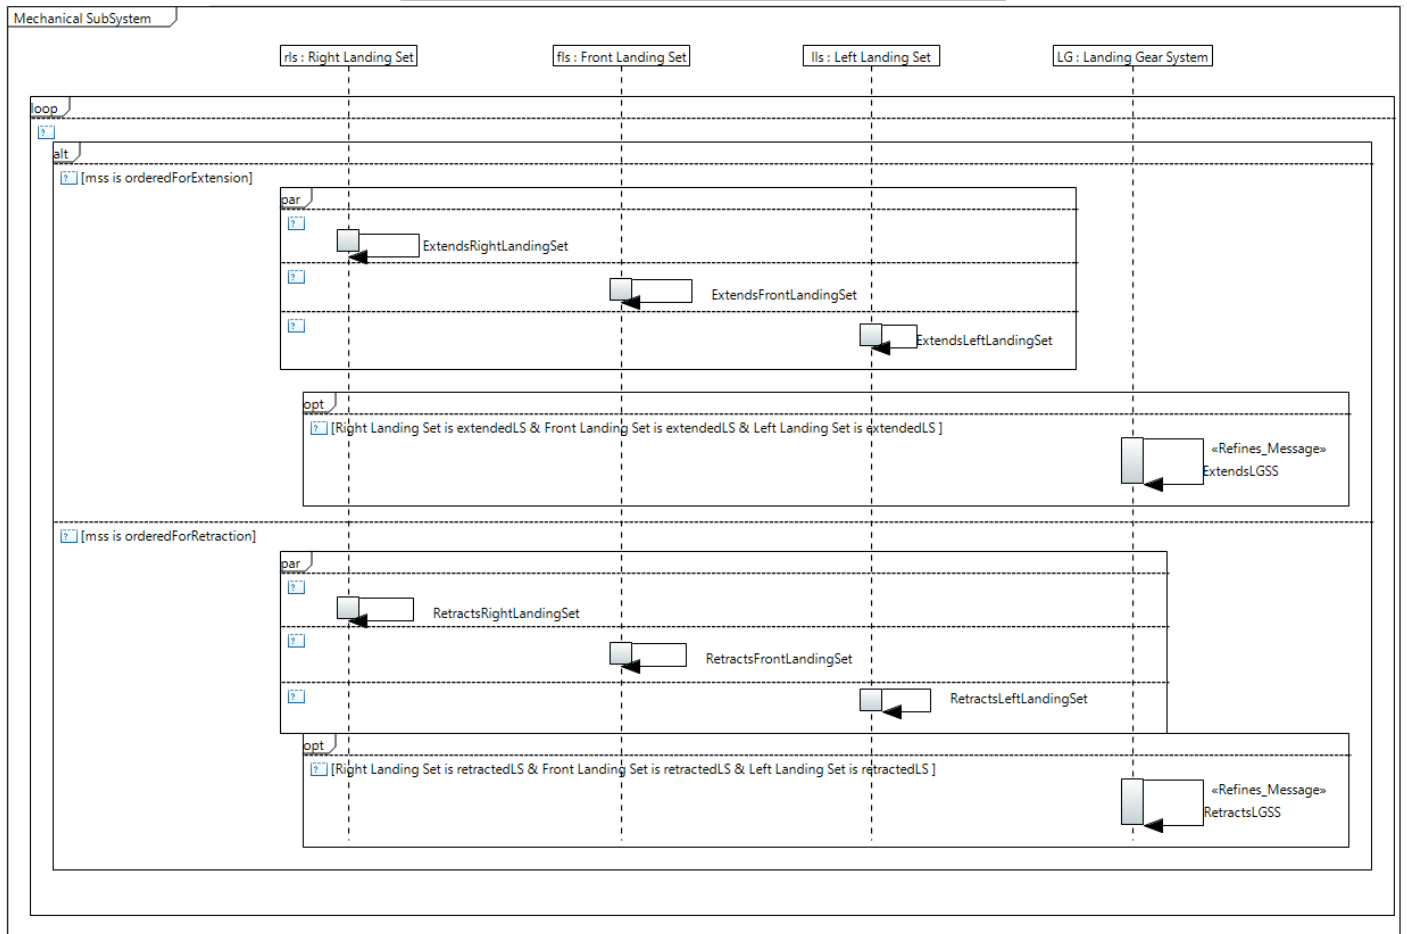 Mechanical SubSystem
rls : Right Landing Set
fls : Front Landing Set
lls : Left Landing Set
LG : Landing Gear System
loop
?
alt
? [mss is orderedForExtension]
par
?
ExtendsRightLandingSet
?
ExtendsFrontLandingSet
?
ExtendsLeftLandingSet
opt
? [Right Landing Set is extendedLS & Front Landing Set is extendedLS & Left Landing Set is extendedLS ]
«Refines_Message»
ExtendsLGSS
? [mss is orderedForRetraction]
par
?
RetractsRightLandingSet
?
RetractsFrontLandingSet
?
RetractsLeftLandingSet
opt
? [Right Landing Set is retractedLS & Front Landing Set is retractedLS & Left Landing Set is retractedLS ]
«Refines_Message»
RetractsLGSS